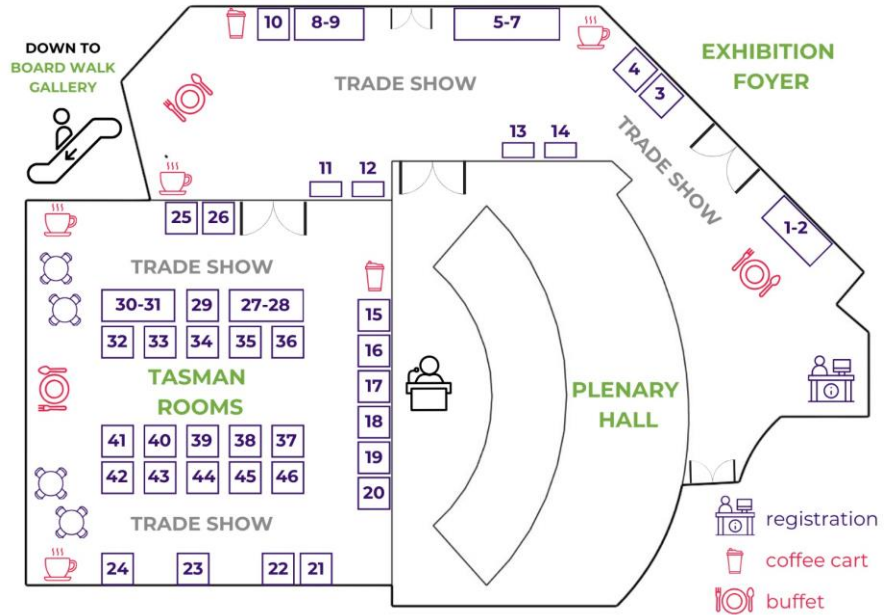 10
8-9
5-7
DOWN TO
BOARD WALK
GALLERY
EXHIBITION
FOYER
4
3
TRADE SHOW
TRADE SHOW
13
14
11
12
1-2
25
26
TRADE SHOW
30-31
29
27-28
15
32
33
34
35
36
16
TASMAN
ROOMS
17
PLENARY
HALL
18
41
40
39
38
37
19
42
43
44
45
46
20
TRADE SHOW
24
23
22
21
registration
coffee cart
buffet